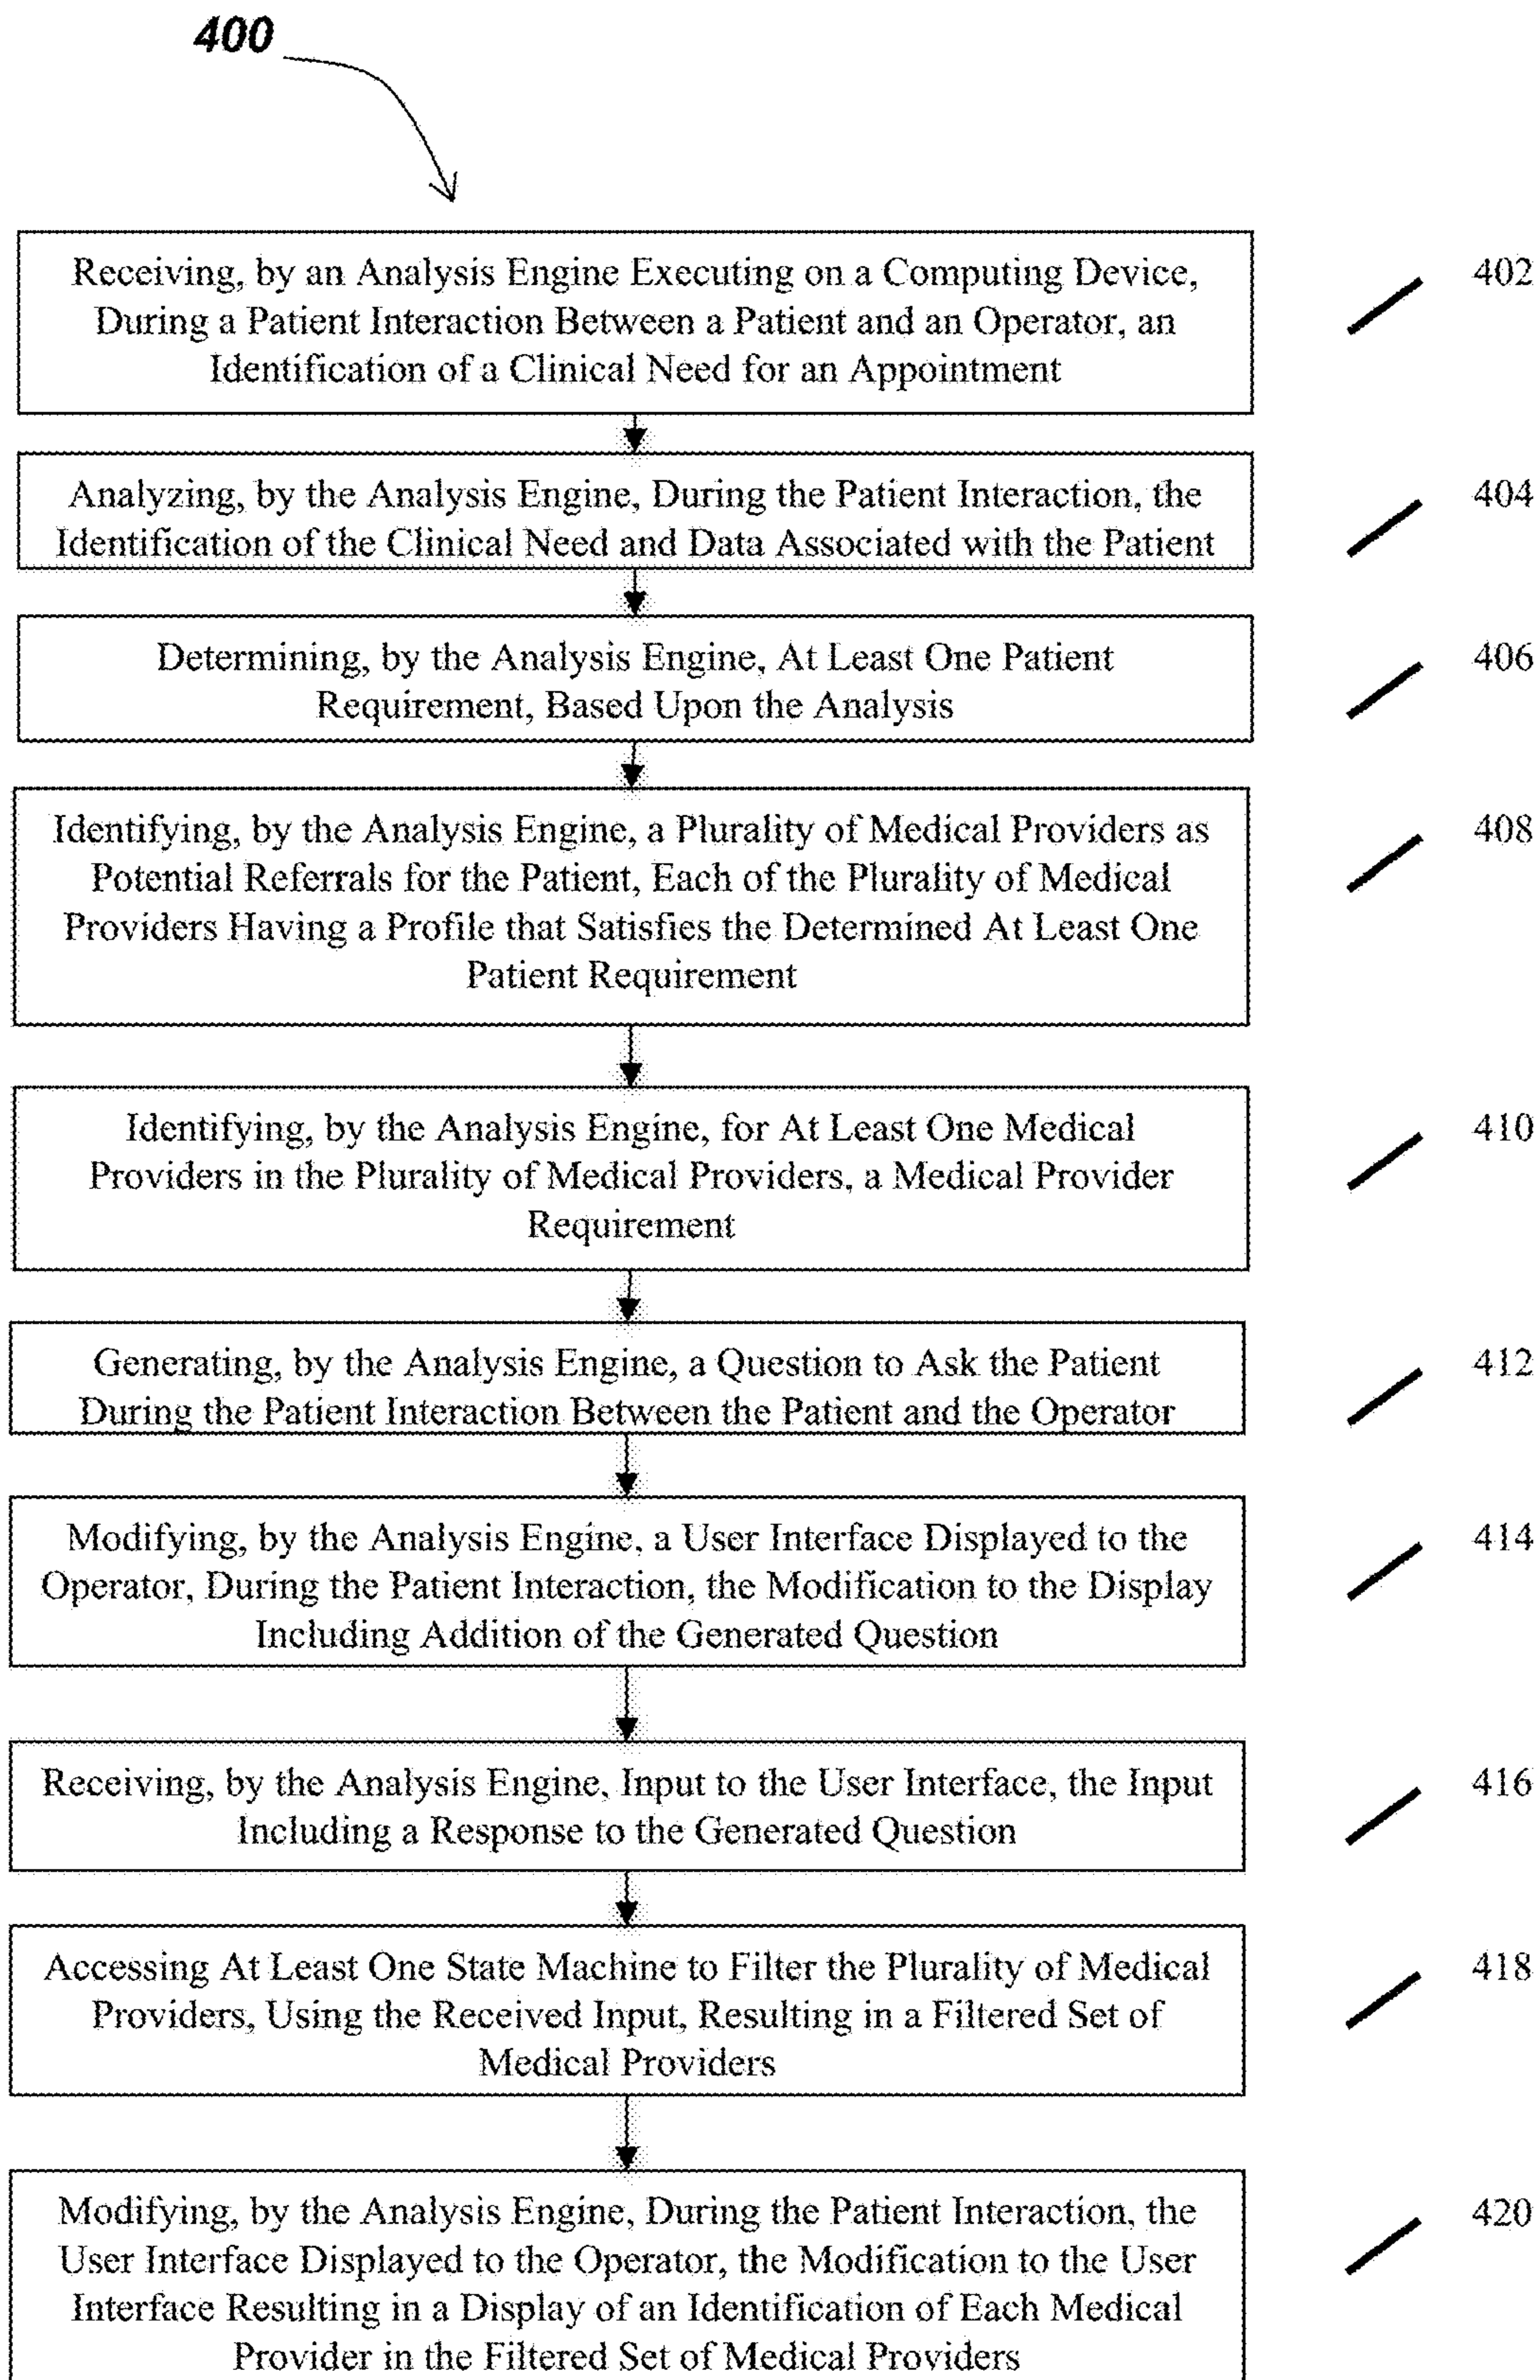 400
Receiving, by an Analysis Engine Executing on a Computing Device,
During a Patient Interaction Between a Patient and an Operator, an
Identification of a Clinical Need for an Appointment
402
Analyzing, by the Analysis Engine, During the Patient Interaction, the
Identification of the Clinical Need and Data Associated with the Patient
404
Determining, by the Analysis Engine, At Least One Patient
Requirement, Based Upon the Analysis
406
Identifying, by the Analysis Engine, a Plurality of Medical Providers as
Potential Referrals for the Patient, Each of the Plurality of Medical
Providers Having a Profile that Satisfies the Determined At Least One
Patient Requirement
408
Identifying, by the Analysis Engine, for At Least One Medical
Providers in the Plurality of Medical Providers, a Medical Provider
Requirement
410
Generating, by the Analysis Engine, a Question to Ask the Patient
During the Patient Interaction Between the Patient and the Operator
412
Modifying, by the Analysis Engine, a User Interface Displayed to the
Operator, During the Patient Interaction, the Modification to the Display
Including Addition of the Generated Question
414
Receiving, by the Analysis Engine, Input to the User Interface, the Input
Including a Response to the Generated Question
416
Accessing At Least One State Machine to Filter the Plurality of Medical
Providers, Using the Received Input, Resulting in a Filtered Set of
Medical Providers
418
Modifying, by the Analysis Engine, During the Patient Interaction, the
User Interface Displayed to the Operator, the Modification to the User
Interface Resulting in a Display of an Identification of Each Medical
Provider in the Filtered Set of Medical Providers
420